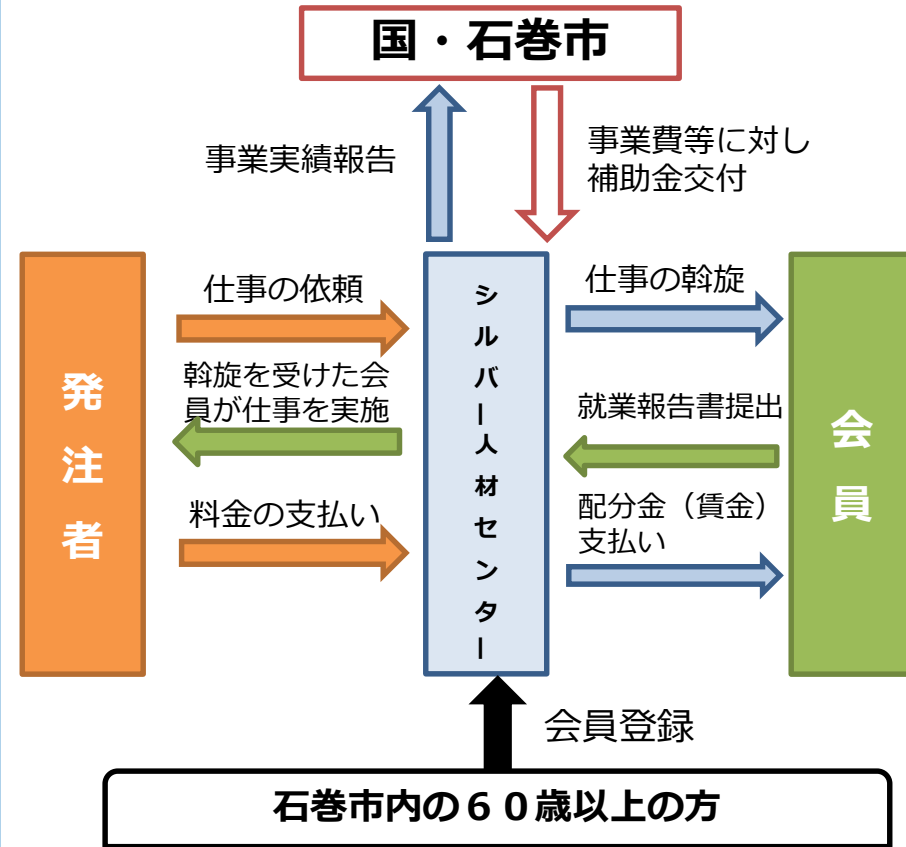 国・石巻市
事業実績報告
事業費等に対し
補助金交付
発注者
仕事の依頼
斡旋を受けた会
員が仕事を実施
料金の支払い
シルバー人材センター
仕事の斡旋
就業報告書提出
配分金（賃金）
支払い
会員
会員登録
石巻市内の６０歳以上の方